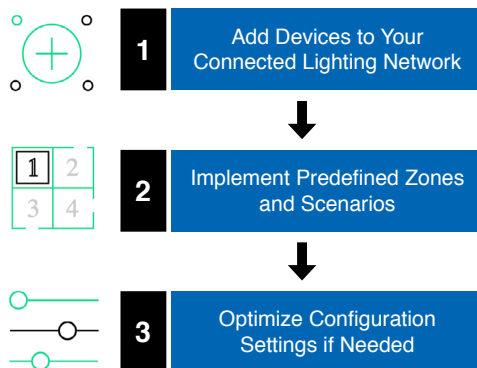 1
Add Devices to Your
Connected Lighting Network
1 2
3 4
2
Implement Predefined Zones
and Scenarios
3
Optimize Configuration
Settings if Needed